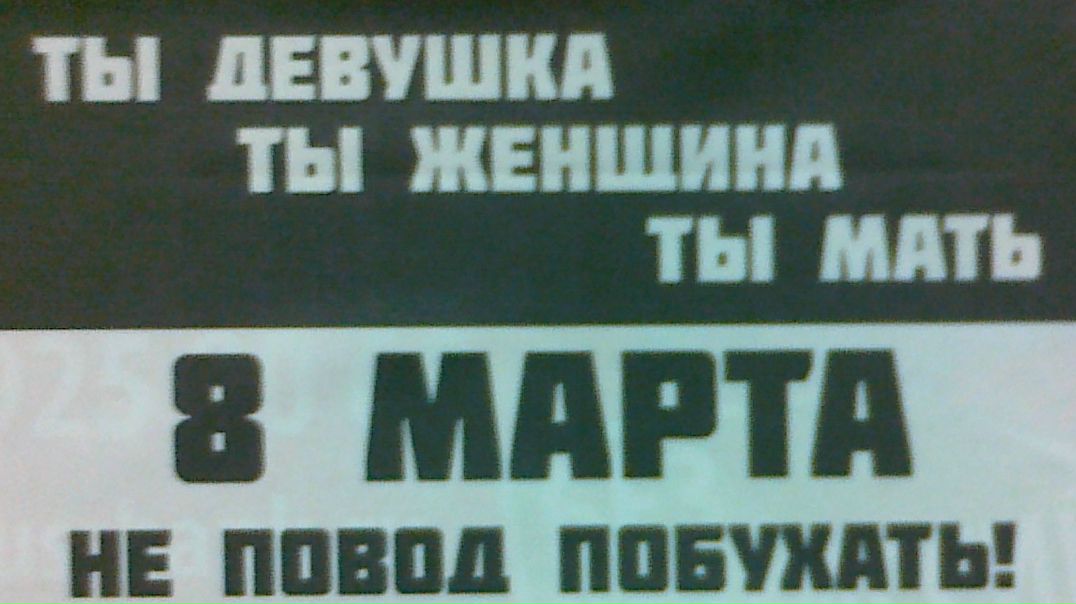 ТЫ ДЕВУШКА
ТЫ ЖЕНЩИНА
ТЫ МАТЬ
8 МАРТА
НЕ ПОВОД ПОБУХАТЬ!